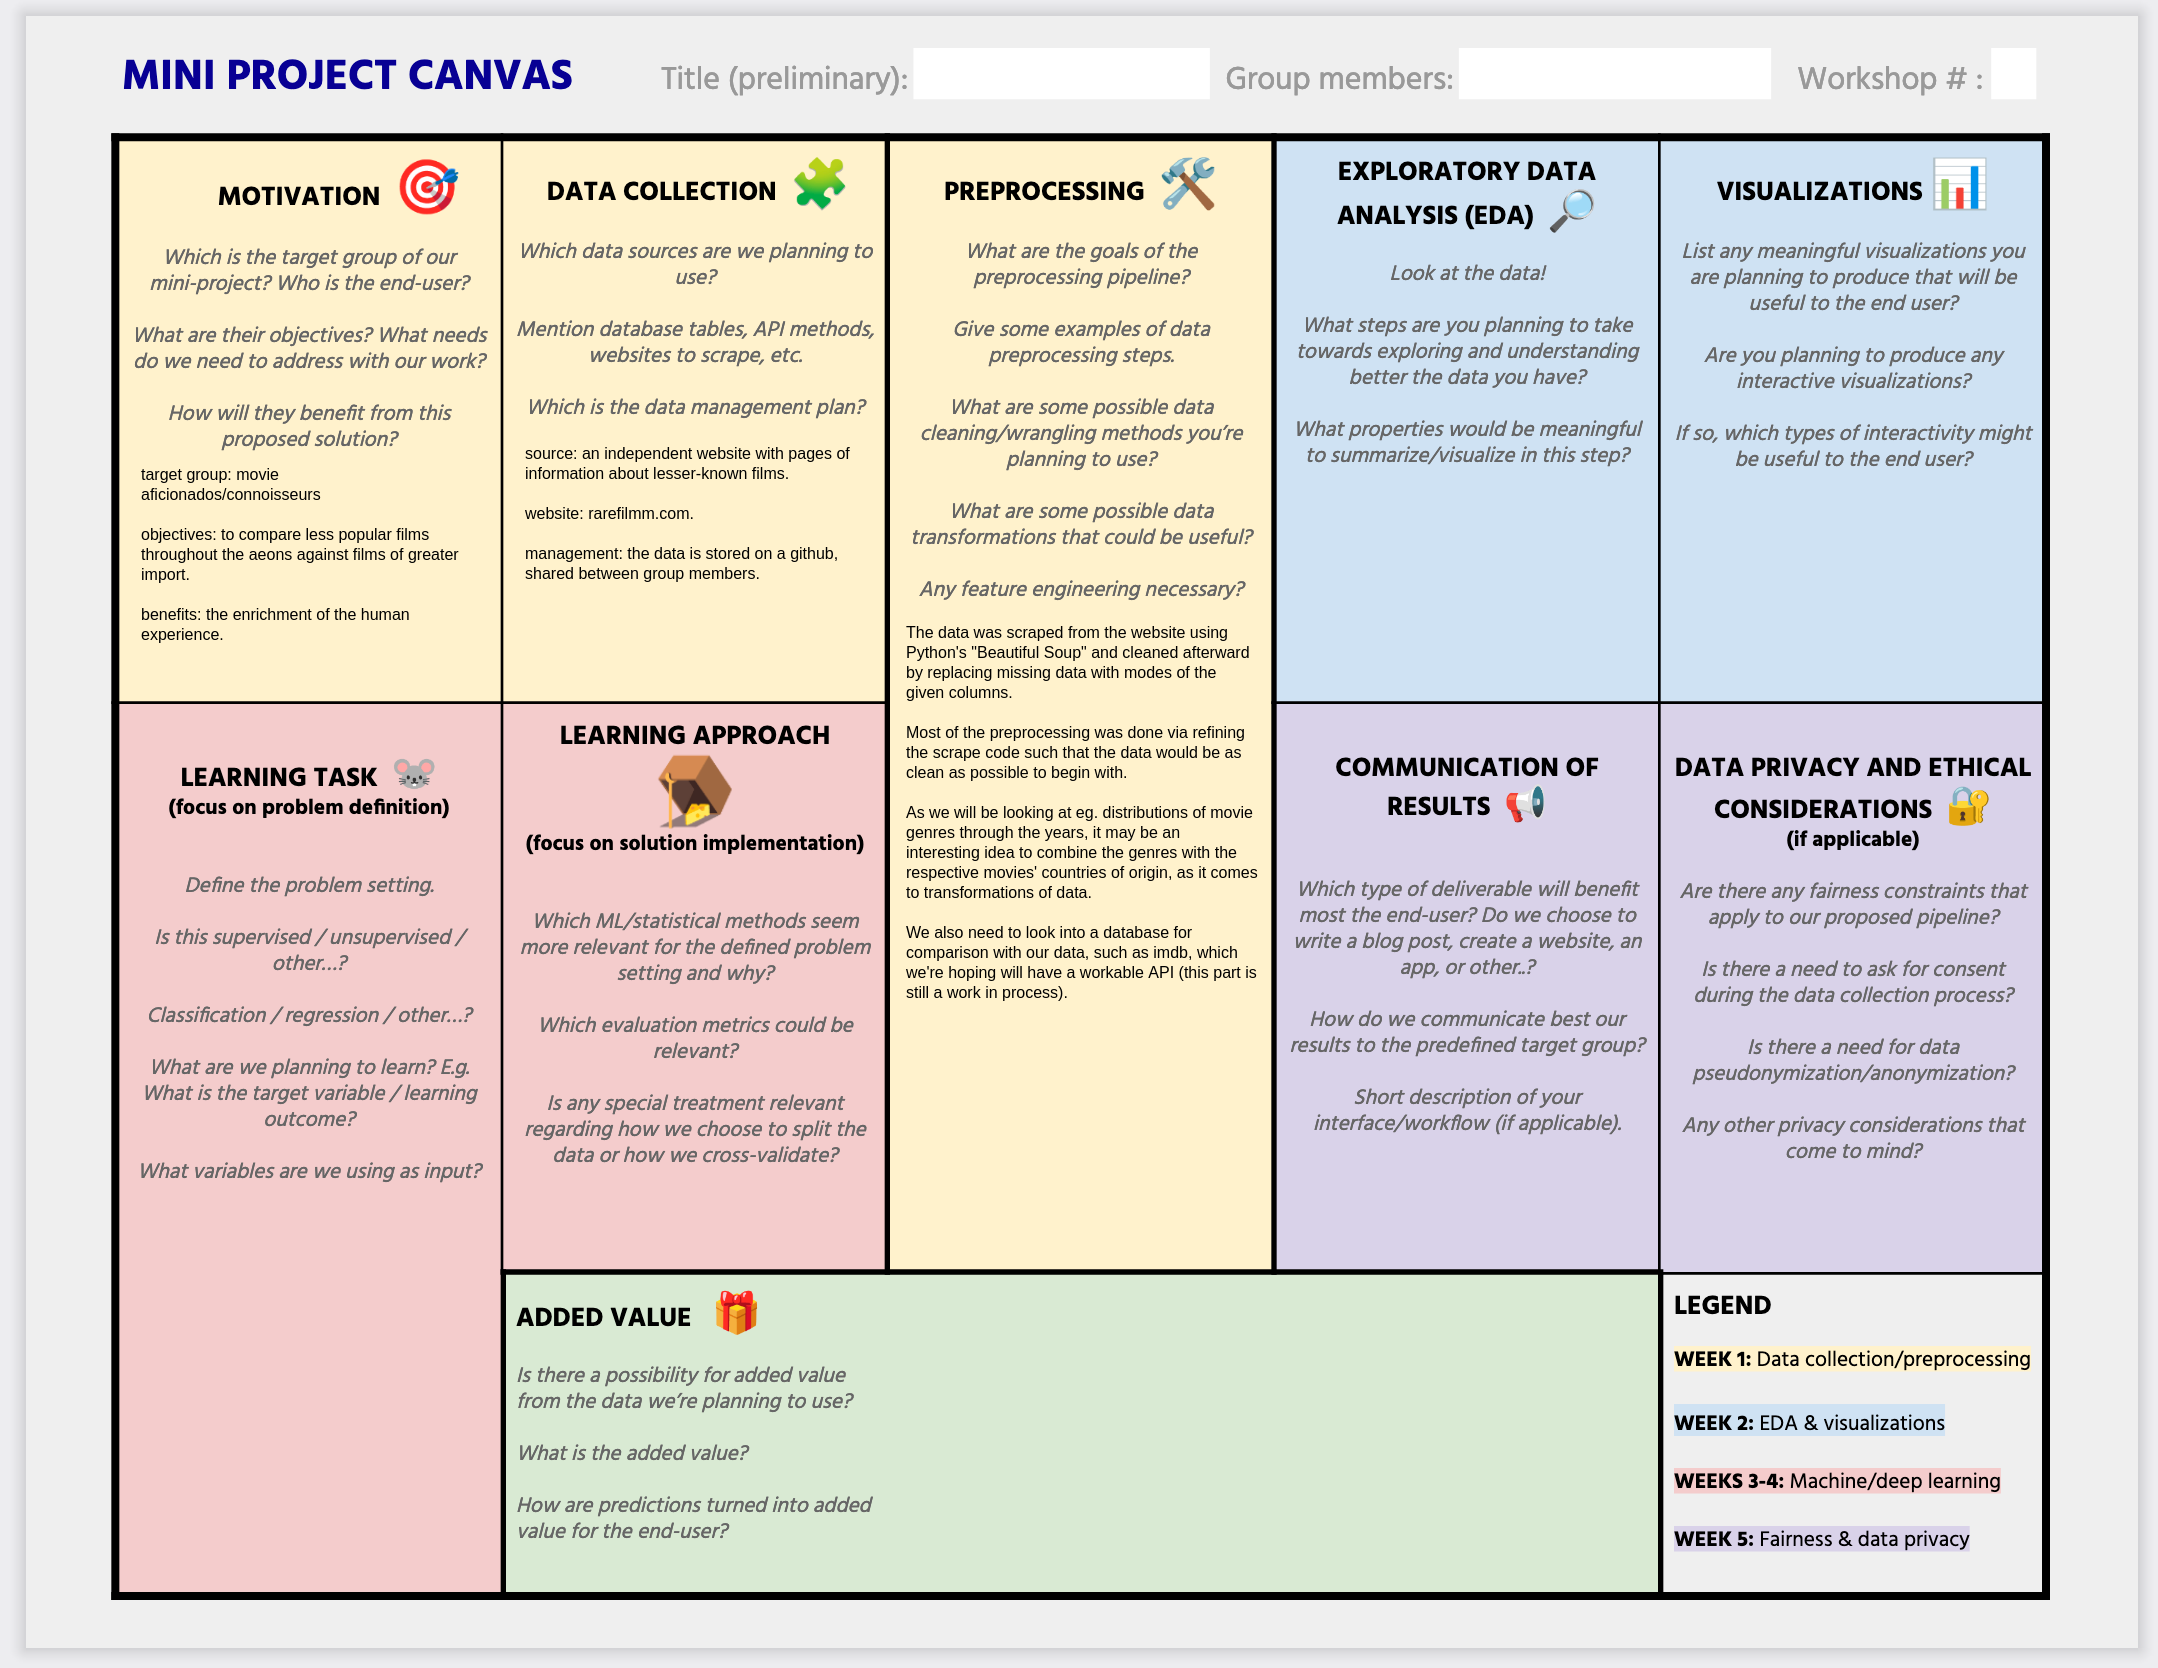 MINI PROJECT CANVAS
Title (preliminary):
Group members:
Workshop # :
MOTIVATION
Which is the target group of our
mini-project? Who is the end-user?
What are their objectives? What needs
do we need to address with our work?
How will they benefit from this
proposed solution?
target group: movie
aficionados/connoisseurs
objectives: to compare less popular films
throughout the aeons against films of greater
import.
benefits: the enrichment of the human
experience.
DATA COLLECTION
Which data sources are we planning to
use?
Mention database tables, API methods,
websites to scrape, etc.
Which is the data management plan?
source: an independent website with pages of
information about lesser-known films.
website: rarefilmm.com.
management: the data is stored on a github,
shared between group members.
PREPROCESSING
What are the goals of the
preprocessing pipeline?
Give some examples of data
preprocessing steps.
What are some possible data
cleaning/wrangling methods you’re
planning to use?
What are some possible data
transformations that could be useful?
Any feature engineering necessary?
The data was scraped from the website using
Python's "Beautiful Soup" and cleaned afterward
by replacing missing data with modes of the
given columns.
Most of the preprocessing was done via refining
the scrape code such that the data would be as
clean as possible to begin with.
As we will be looking at eg. distributions of movie
genres through the years, it may be an
interesting idea to combine the genres with the
respective movies' countries of origin, as it comes
to transformations of data.
We also need to look into a database for
comparison with our data, such as imdb, which
we're hoping will have a workable API (this part is
still a work in process).
EXPLORATORY DATA
ANALYSIS (EDA)
Look at the data!
What steps are you planning to take
towards exploring and understanding
better the data you have?
What properties would be meaningful
to summarize/visualize in this step?
VISUALIZATIONS
List any meaningful visualizations you
are planning to produce that will be
useful to the end user?
Are you planning to produce any
interactive visualizations?
If so, which types of interactivity might
be useful to the end user?
LEARNING TASK
(focus on problem definition)
Define the problem setting.
Is this supervised / unsupervised /
other...?
Classification / regression / other...?
What are we planning to learn? E.g.
What is the target variable / learning
outcome?
What variables are we using as input?
LEARNING APPROACH
(focus on solution implementation)
Which ML/statistical methods seem
more relevant for the defined problem
setting and why?
Which evaluation metrics could be
relevant?
Is any special treatment relevant
regarding how we choose to split the
data or how we cross-validate?
COMMUNICATION OF
RESULTS
Which type of deliverable will benefit
most the end-user? Do we choose to
write a blog post, create a website, an
app, or other..?
How do we communicate best our
results to the predefined target group?
Short description of your
interface/workflow (if applicable).
DATA PRIVACY AND ETHICAL
CONSIDERATIONS
(if applicable)
Are there any fairness constraints that
apply to our proposed pipeline?
Is there a need to ask for consent
during the data collection process?
Is there a need for data
pseudonymization/anonymization?
Any other privacy considerations that
come to mind?
ADDED VALUE
Is there a possibility for added value
from the data we’re planning to use?
What is the added value?
How are predictions turned into added
value for the end-user?
LEGEND
WEEK 1: Data collection/preprocessing
WEEK 2: EDA & visualizations
WEEKS 3-4: Machine/deep learning
WEEK 5: Fairness & data privacy